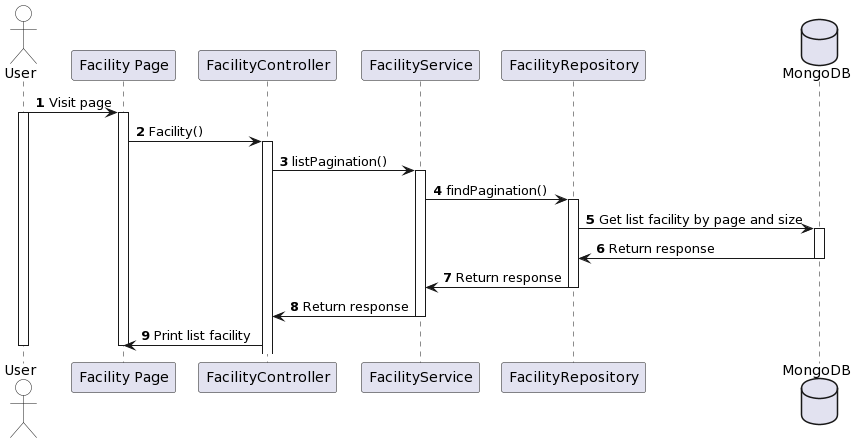 User
Facility Page
FacilityController
FacilityService
FacilityRepository
MongoDB
1 Visit page
2 Facility()
3 listPagination()
4 findPagination()
5 Get list facility by page and size
6 Return response
7 Return response
8 Return response
9 Print list facility
User
Facility Page
FacilityController
FacilityService
FacilityRepository
MongoDB